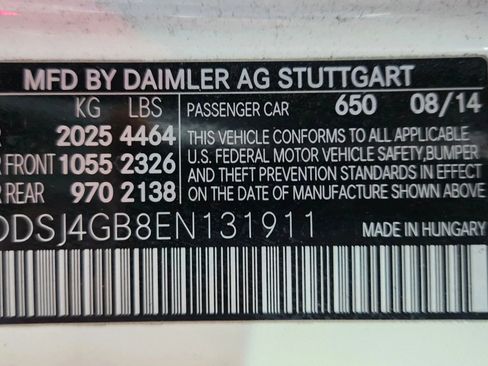 MFD BY DAIMLER AG STUTTGART
KG LBS PASSENGER CAR 650 08/14
R 2025 4464 THIS VEHICLE CONFORMS TO ALL APPLICABLE
R FRONT 1055 2326 U.S. FEDERAL MOTOR VEHICLE SAFETY, BUMPER
R REAR 970 2138 AND THEFT PREVENTION STANDARDS IN EFFECT
ON THE DATE OF MANUFACTURE SHOWN ABOVE.
DDSJ4GB8EN131911 MADE IN HUNGARY